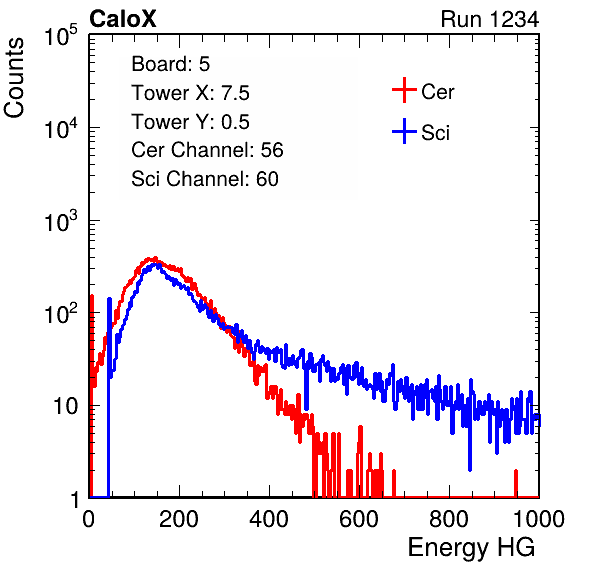 CaloX Run 1234
Counts
10^5
10^4
10^3
10^2
10
1
Board: 5
Tower X: 7.5
Tower Y: 0.5
Cer Channel: 56
Sci Channel: 60
Cer
Sci
0 200 400 600 800 1000
Energy HG